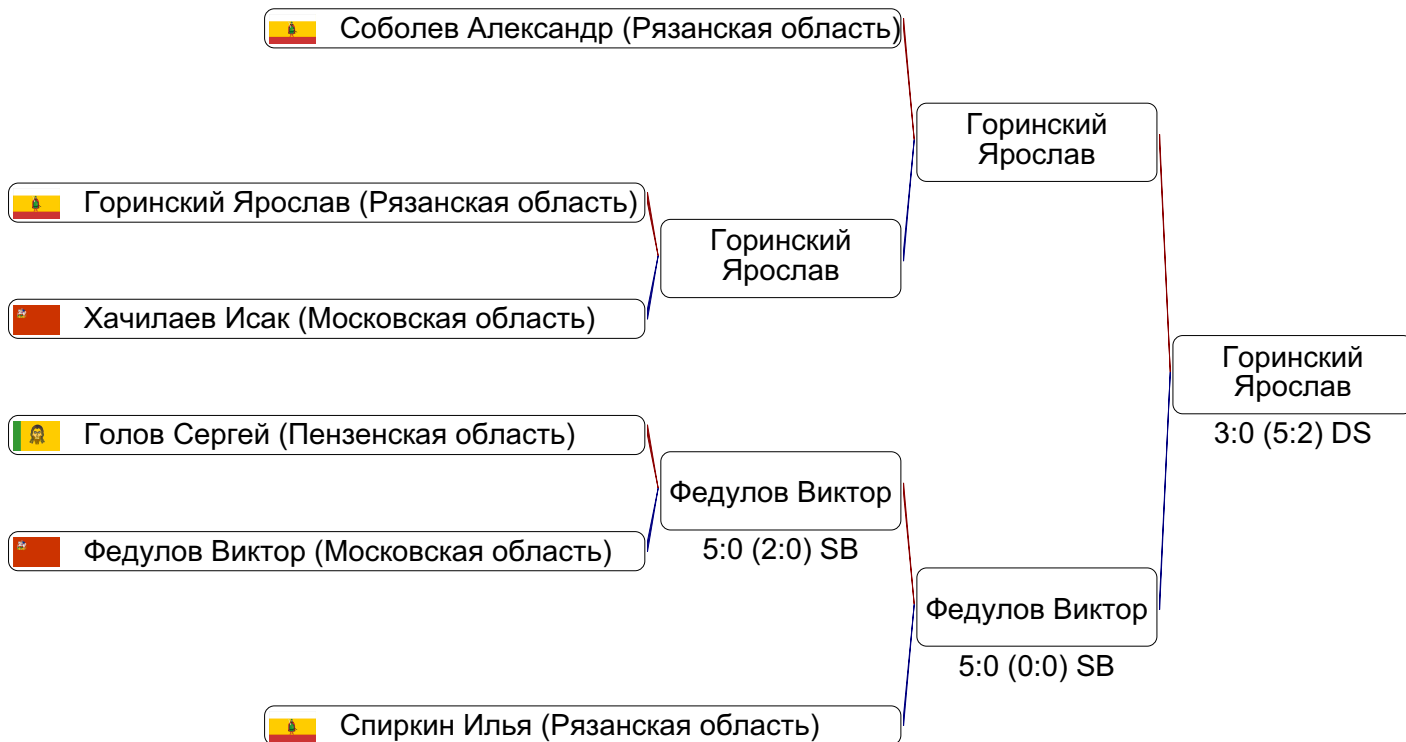 Соболев Александр (Рязанская область)
Горинский
Ярослав
Горинский Ярослав (Рязанская область)
Горинский
Ярослав
Хачилаев Исак (Московская область)
Горинский
Ярослав
3:0 (5:2) DS
Голов Сергей (Пензенская область)
Федулов Виктор
5:0 (2:0) SB
Федулов Виктор (Московская область)
Федулов Виктор
5:0 (0:0) SB
Спиркин Илья (Рязанская область)